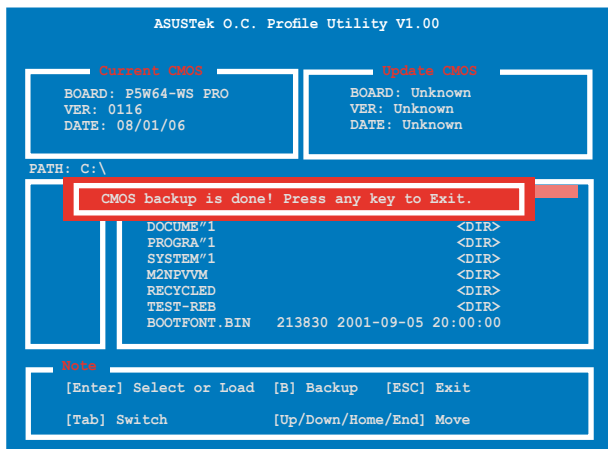 ASUSTek O.C. Profile Utility V1.00
Current CMOS
Update CMOS
BOARD: P5W64-WS PRO
VER: 0116
DATE: 08/01/06
BOARD: Unknown
VER: Unknown
DATE: Unknown
PATH: C:\
CMOS backup is done! Press any key to Exit.
DOCUME"1 <DIR>
PROGRA"1 <DIR>
SYSTEM"1 <DIR>
M2NPVVM <DIR>
RECYCLED <DIR>
TEST-REB <DIR>
BOOTFONT.BIN 213830 2001-09-05 20:00:00
Note
[Enter] Select or Load [B] Backup [ESC] Exit
[Tab] Switch [Up/Down/Home/End] Move